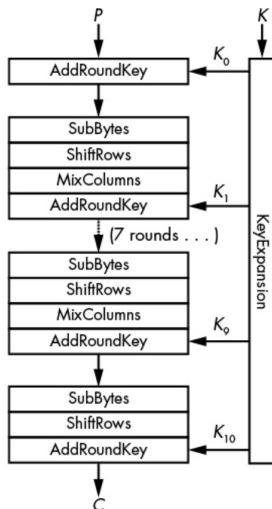 P
K
AddRoundKey
K₀
SubBytes
ShiftRows
MixColumns
AddRoundKey
K₁
(7 rounds . . .)
KeyExpansion
SubBytes
ShiftRows
MixColumns
AddRoundKey
K₉
SubBytes
ShiftRows
AddRoundKey
K₁₀
C